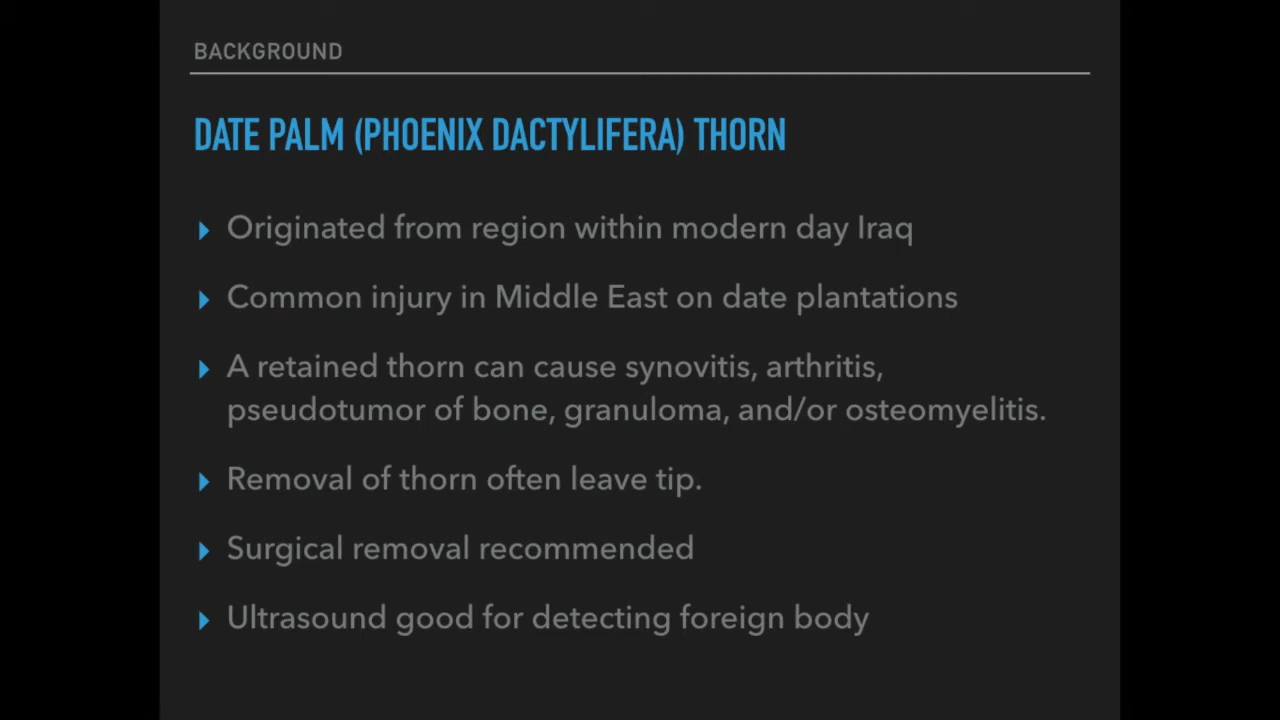 BACKGROUND
DATE PALM (PHOENIX DACTYLIFERA) THORN
Originated from region within modern day Iraq
Common injury in Middle East on date plantations
A retained thorn can cause synovitis, arthritis,
pseudotumor of bone, granuloma, and/or osteomyelitis.
Removal of thorn often leave tip.
Surgical removal recommended
Ultrasound good for detecting foreign body